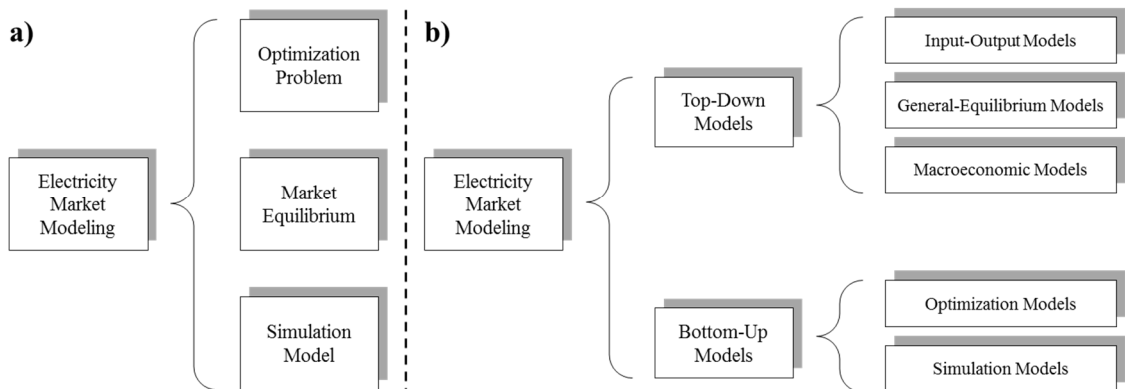 a)
Electricity
Market
Modeling
Optimization
Problem
Market
Equilibrium
Simulation
Model
b)
Electricity
Market
Modeling
Top-Down
Models
Input-Output Models
General-Equilibrium Models
Macroeconomic Models
Bottom-Up
Models
Optimization Models
Simulation Models